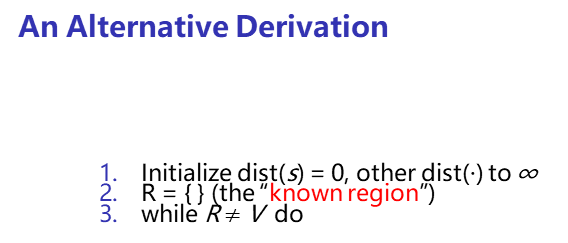 An Alternative Derivation
1. Initialize dist(s) = 0, other dist(·) to ∞
2. R = {} (the “known region”)
3. while R ≠ V do